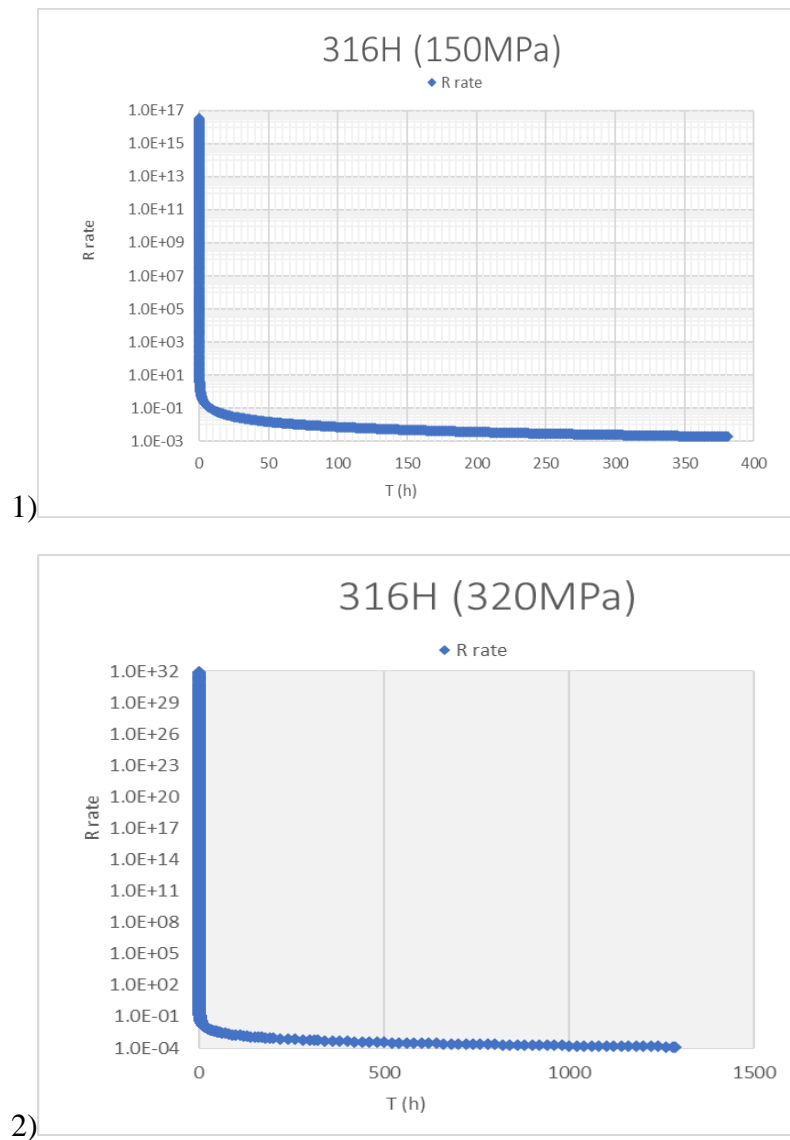 316H (150MPa)
R rate
1.0E+17
1.0E+15
1.0E+13
1.0E+11
1.0E+09
1.0E+07
1.0E+05
1.0E+03
1.0E+01
1.0E-01
1.0E-03
R rate
0 50 100 150 200 250 300 350 400
T (h)
1)
316H (320MPa)
R rate
1.0E+32
1.0E+29
1.0E+26
1.0E+23
1.0E+20
1.0E+17
1.0E+14
1.0E+11
1.0E+08
1.0E+05
1.0E+02
1.0E-01
1.0E-04
R rate
0 500 1000 1500
T (h)
2)